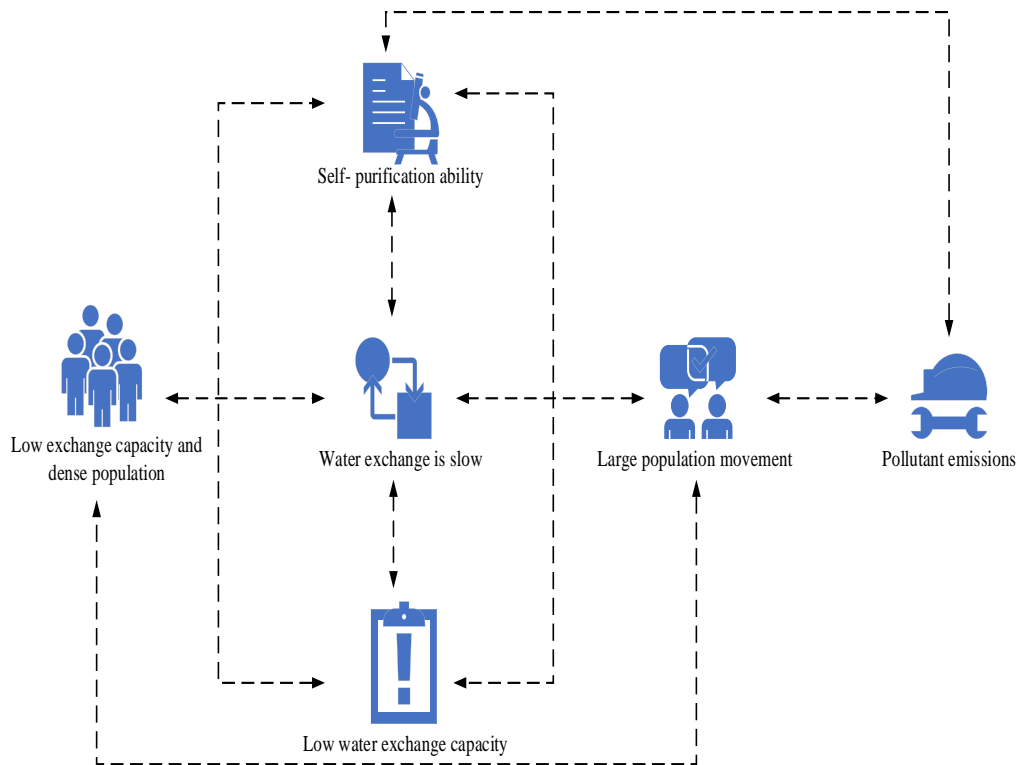 Self- purification ability
Low exchange capacity and
dense population
Water exchange is slow
Large population movement
Pollutant emissions
Low water exchange capacity